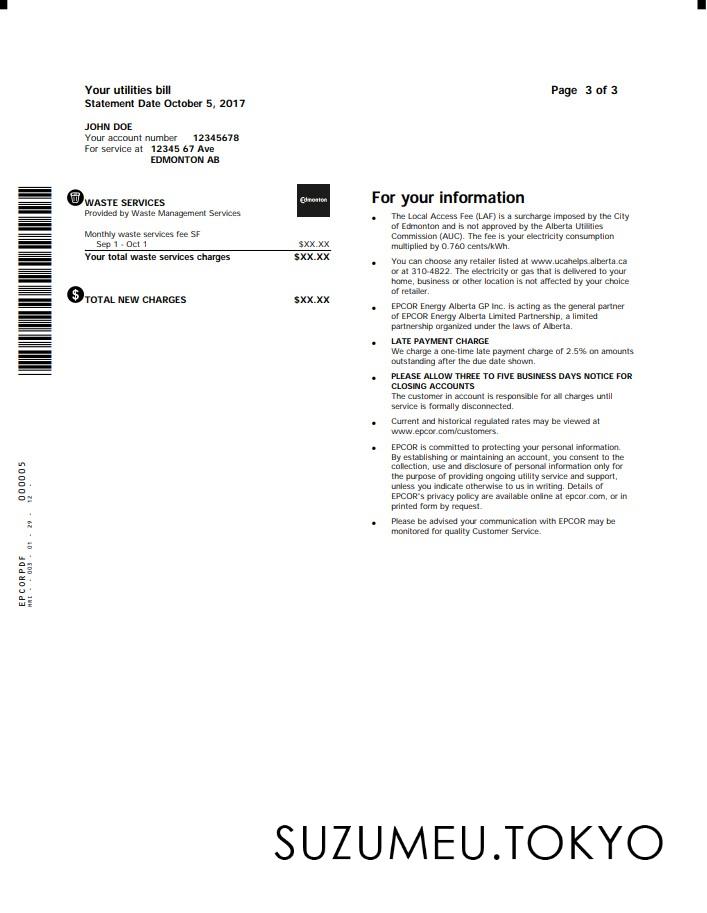 Your utilities bill
Page 3 of 3
Statement Date October 5, 2017
JOHN DOE
Your account number 12345678
For service at 12345 67 Ave
EDMONTON AB
WASTE SERVICES
Provided by Waste Management Services
Edmonton
Monthly waste services fee SF
Sep 1 - Oct 1 $XX.XX
Your total waste services charges $XX.XX
$
TOTAL NEW CHARGES $XX.XX
For your information
• The Local Access Fee (LAF) is a surcharge imposed by the City
of Edmonton and is not approved by the Alberta Utilities
Commission (AUC). The fee is your electricity consumption
multiplied by 0.760 cents/kWh.
• You can choose any retailer listed at www.ucahelps.alberta.ca
or at 310-4822. The electricity or gas that is delivered to your
home, business or other location is not affected by your choice
of retailer.
• EPCOR Energy Alberta GP Inc. is acting as the general partner
of EPCOR Energy Alberta Limited Partnership, a limited
partnership organized under the laws of Alberta.
• LATE PAYMENT CHARGE
We charge a one-time late payment charge of 2.5% on amounts
outstanding after the due date shown.
• PLEASE ALLOW THREE TO FIVE BUSINESS DAYS NOTICE FOR
CLOSING ACCOUNTS
The customer in account is responsible for all charges until
service is formally disconnected.
• Current and historical regulated rates may be viewed at
www.epcor.com/customers.
• EPCOR is committed to protecting your personal information.
By establishing or maintaining an account, you consent to the
collection, use and disclosure of personal information only for
the purpose of providing ongoing utility service and support,
unless you indicate otherwise to us in writing. Details of
EPCOR's privacy policy are available online at epcor.com, or in
printed form by request.
• Please be advised your communication with EPCOR may be
monitored for quality Customer Service.
EPCORPDF 000005
HRI - - 003 - 01 - 29 - 12 -
SUZUMEU.TOKYO